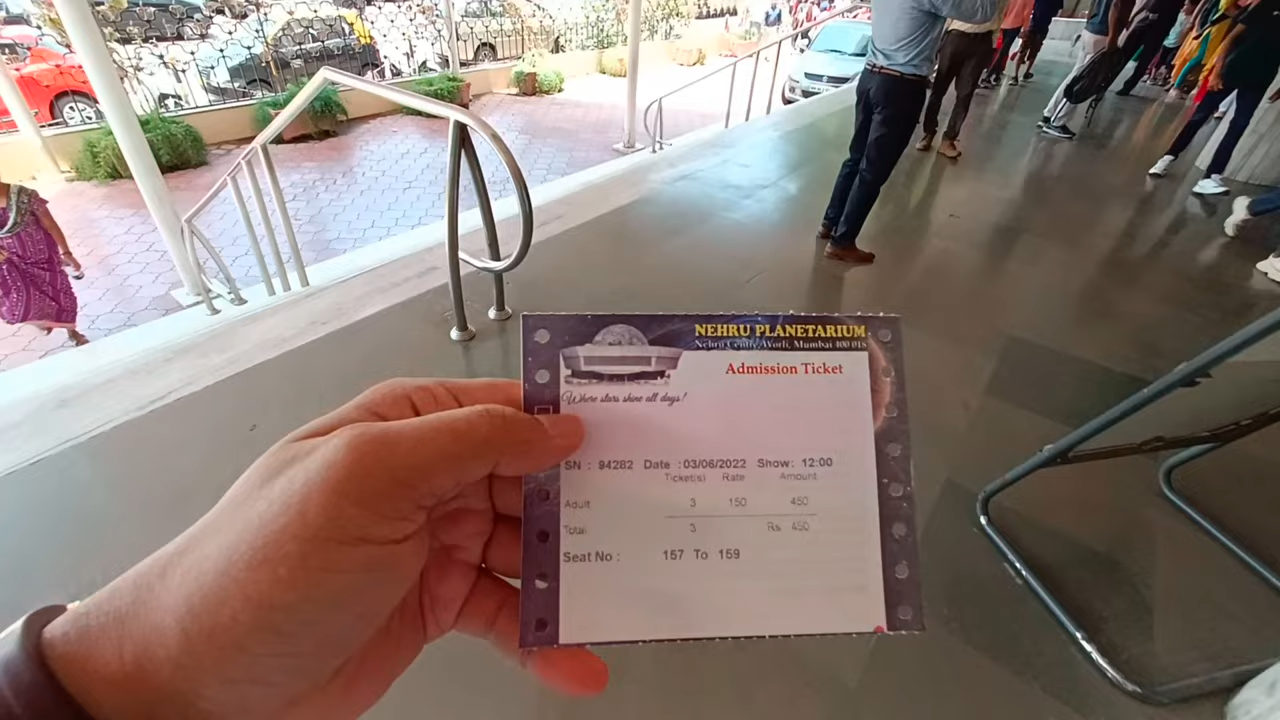 NEHRU PLANETARIUM
Nehru Centre, Worli, Mumbai 400 018
Admission Ticket
Where stars shine all days!
SN : 94282 Date : 03/06/2022 Show: 12:00
Ticket(s) Rate Amount
Adult 3 150 450
Total 3 Rs 450
Seat No : 157 To 159